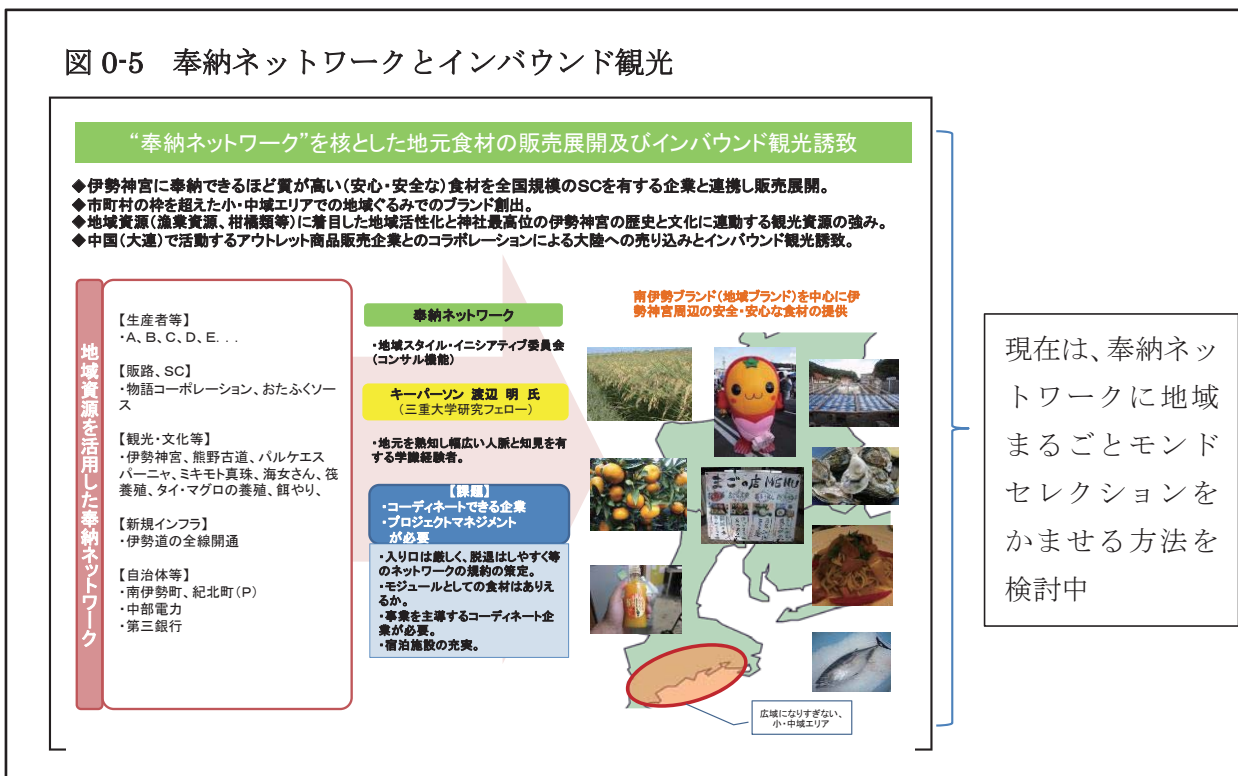 図 0-5　奉納ネットワークとインバウンド観光
“奉納ネットワーク”を核とした地元食材の販売展開及びインバウンド観光誘致
◆伊勢神宮に奉納できるほど質が高い(安心・安全な)食材を全国規模のSCを有する企業と連携し販売展開。
◆市町村の枠を超えた小・中域エリアでの地域ぐるみでのブランド創出。
◆地域資源(漁業資源、柑橘類等)に着目した地域活性化と神社最高位の伊勢神宮の歴史と文化に連動する観光資源の強み。
◆中国(大連)で活動するアウトレット商品販売企業とのコラボレーションによる大陸への売り込みとインバウンド観光誘致。
地域資源を活用した奉納ネットワーク
【生産者等】
・A、B、C、D、E．．．
【販路、SC】
・物語コーポレーション、おたふくソー
ス
【観光・文化等】
・伊勢神宮、熊野古道、パルケエス
パーニャ、ミキモト真珠、海女さん、筏
養殖、タイ・マグロの養殖、餌やり、
【新規インフラ】
・伊勢道の全線開通
【自治体等】
・南伊勢町、紀北町(P)
・中部電力
・第三銀行
奉納ネットワーク
・地域スタイル・イニシアティブ委員会
(コンサル機能)
キーパーソン 渡辺 明 氏
(三重大学研究フェロー)
・地元を熟知し幅広い人脈と知見を有
する学識経験者。
【課題】
・コーディネートできる企業
・プロジェクトマネジメント
が必要
・入り口は厳しく、脱退はしやすく等
のネットワークの規約の策定。
・モジュールとしての食材はありえ
るか。
・事業を主導するコーディネート企
業が必要。
・宿泊施設の充実。
南伊勢ブランド(地域ブランド)を中心に伊
勢神宮周辺の安全・安心な食材の提供
まごの店 MENU
広域になりすぎない、
小・中域エリア
現在は、奉納ネッ
トワークに地域
まるごとモンド
セレクションを
かませる方法を
検討中